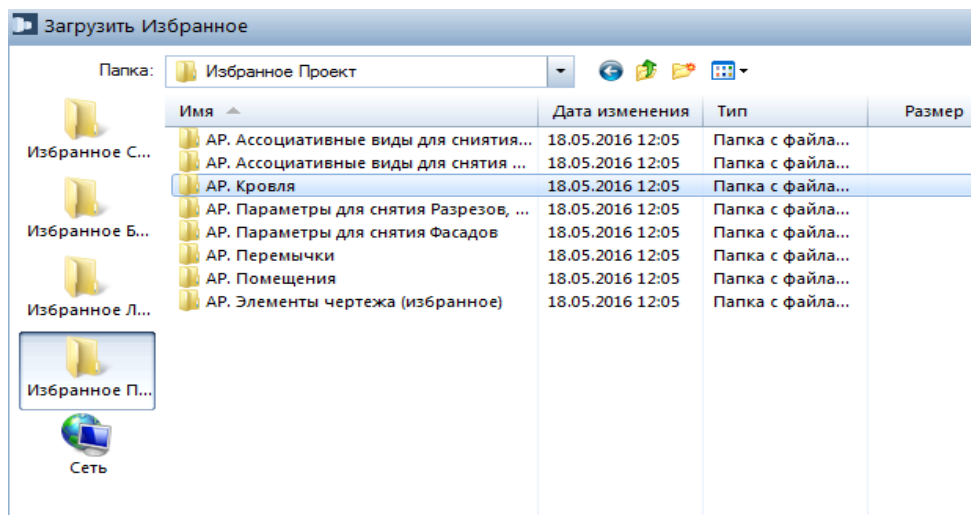 Загрузить Избранное
Папка: Избранное Проект
Имя Дата изменения Тип Размер
АР. Ассоциативные виды для сниятия... 18.05.2016 12:05 Папка с файла...
АР. Ассоциативные виды для снятия ... 18.05.2016 12:05 Папка с файла...
АР. Кровля 18.05.2016 12:05 Папка с файла...
АР. Параметры для снятия Разрезов, ... 18.05.2016 12:05 Папка с файла...
АР. Параметры для снятия Фасадов 18.05.2016 12:05 Папка с файла...
АР. Перемычки 18.05.2016 12:05 Папка с файла...
АР. Помещения 18.05.2016 12:05 Папка с файла...
АР. Элементы чертежа (избранное) 18.05.2016 12:05 Папка с файла...
Избранное С...
Избранное Б...
Избранное Л...
Избранное П...
Сеть